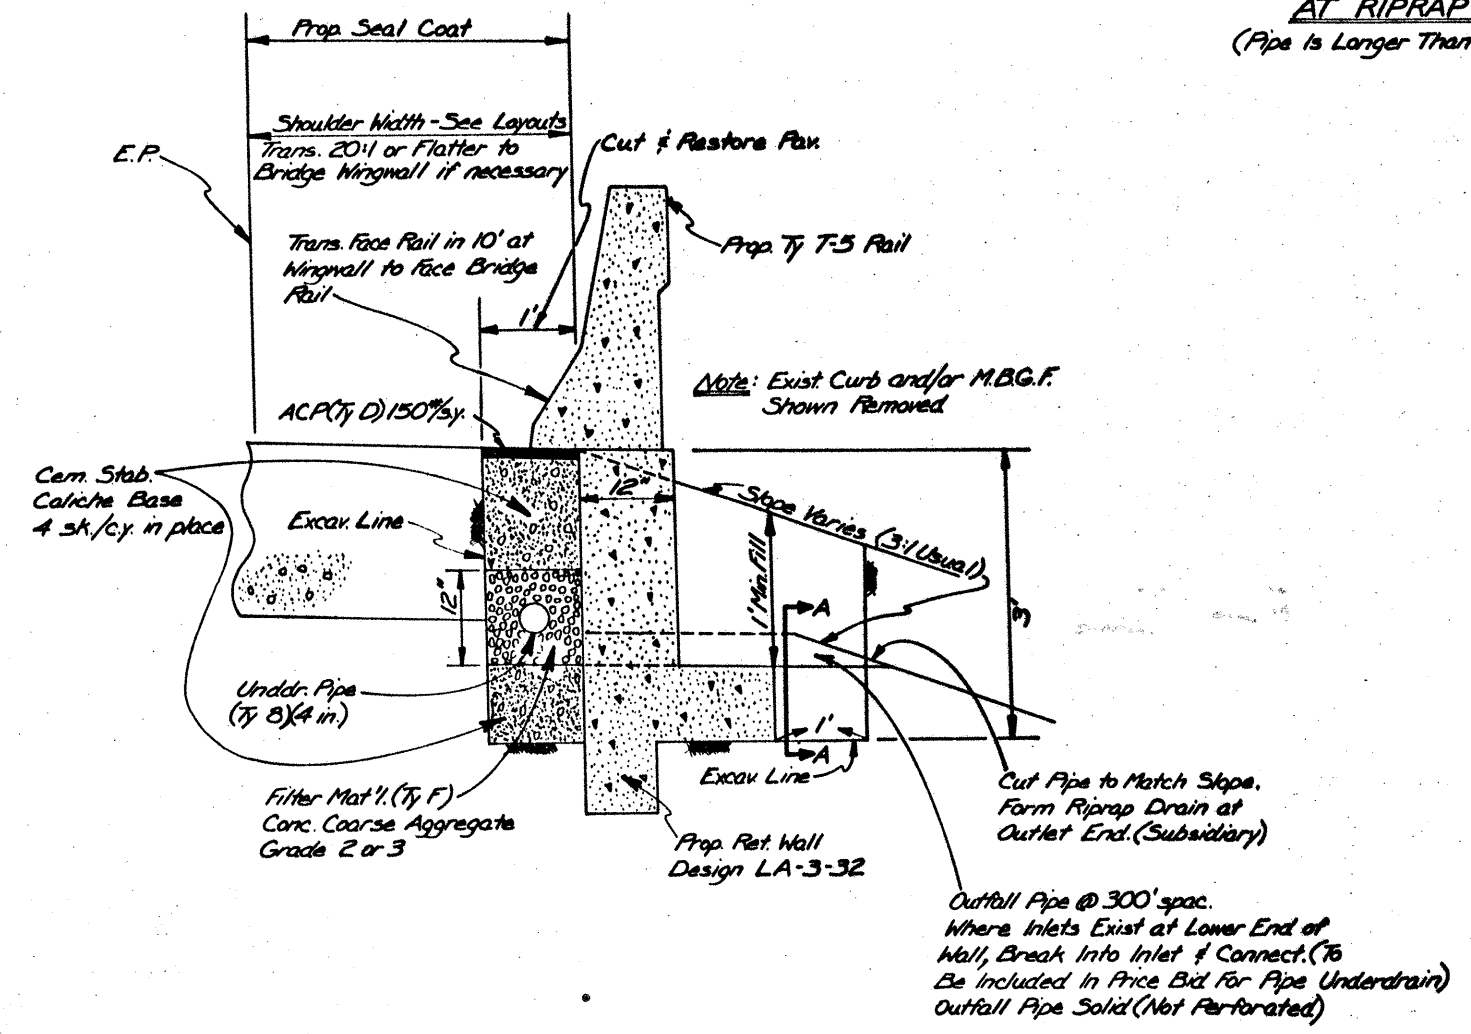 AT RIPRAP
(Pipe Is Longer Than
Prop. Seal Coat
Shoulder Width - See Layouts
Trans. 20:1 or Flatter to
Bridge Wingwall if necessary
E.P.
Cut & Restore Pav.
Trans. Face Rail in 10' at
Wingwall to Face Bridge
Rail
Prop. Ty T-5 Rail
1'
Note: Exist. Curb and/or M.B.G.F.
Shown Removed
ACP (Ty D) 150#/s.y.
Cem. Stab.
Caliche Base
4 sk./c.y. in place
Excav. Line
12"
12"
Slope Varies (3:1 Usual)
1' Min. Fill
A
3'
Unddr. Pipe
(Ty 8)(4 in.)
1'
A
Excav. Line
Filter Mat'l. (Ty F)
Conc. Coarse Aggregate
Grade 2 or 3
Prop. Ret. Wall
Design LA-3-32
Cut Pipe to Match Slope.
Form Riprap Drain at
Outlet End. (Subsidiary)
Outfall Pipe @ 300' spac.
Where Inlets Exist at Lower End of
Wall, Break Into Inlet & Connect. (To
Be Included In Price Bid For Pipe Underdrain)
Outfall Pipe Solid (Not Perforated)